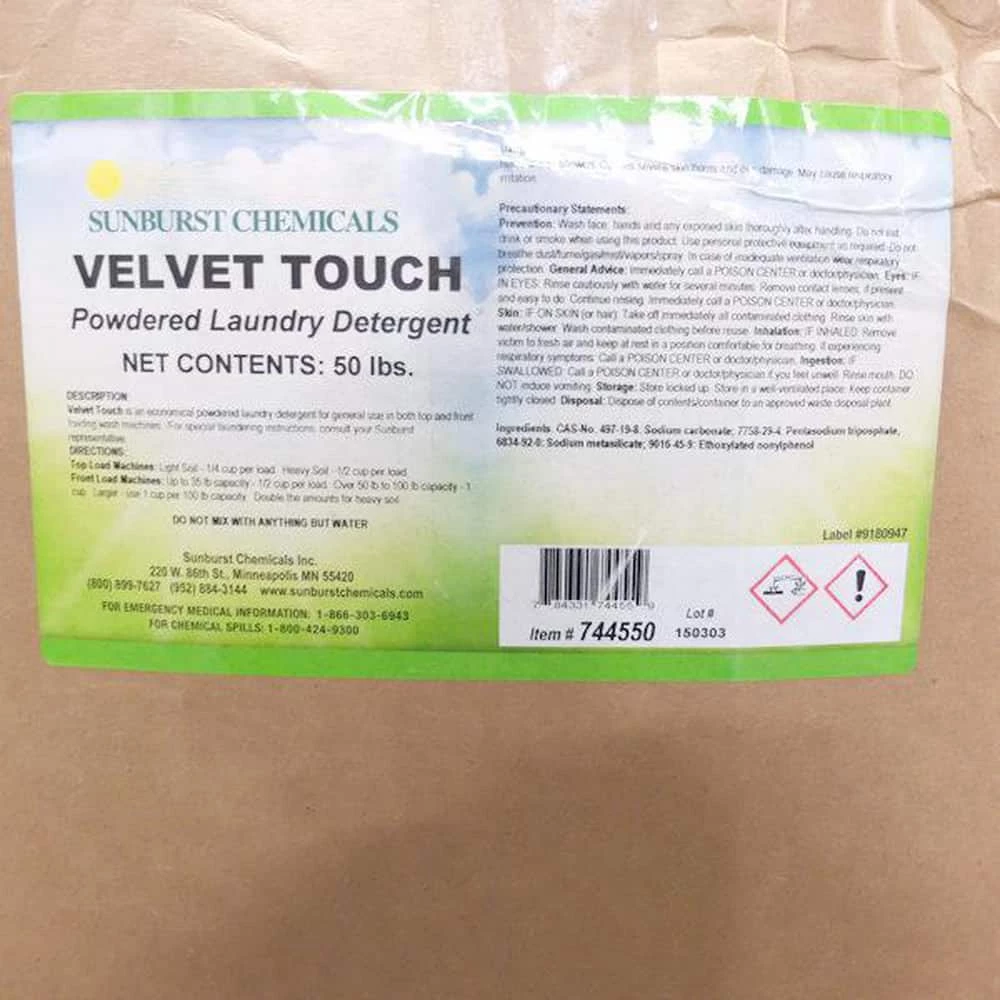 SUNBURST CHEMICALS
VELVET TOUCH
Powdered Laundry Detergent
NET CONTENTS: 50 lbs.
DESCRIPTION
Velvet Touch is an economical powdered laundry detergent for general use in both top and front
loading wash machines. For special laundering instructions, consult your Sunburst
representative.
DIRECTIONS:
Top Load Machines: Light Soil - 1/4 cup per load Heavy Soil - 1/2 cup per load
Front Load Machines: Up to 35 lb capacity - 1/2 cup per load. Over 50 lb to 100 lb capacity - 1
cup Larger - use 1 cup per 100 lb capacity Double the amounts for heavy soil
DO NOT MIX WITH ANYTHING BUT WATER
Sunburst Chemicals Inc.
220 W. 86th St., Minneapolis MN 55420
(800) 899-7627 (952) 884-3144 www.sunburstchemicals.com
FOR EMERGENCY MEDICAL INFORMATION: 1-866-303-6943
FOR CHEMICAL SPILLS: 1-800-424-9300
severe skin burns and damage. May cause respiratory
irritation.
Precautionary Statements:
Prevention: Wash face, hands and any exposed skin thoroughly after handling. Do not eat,
drink or smoke when using this product. Use personal protective equipment as required. Do not
breathe dust/fume/gas/mist/vapors/spray. In case of inadequate ventilation wear respiratory
protection. General Advice: Immediately call a POISON CENTER or doctor/physician. Eyes: IF
IN EYES: Rinse cautiously with water for several minutes. Remove contact lenses, if present
and easy to do. Continue rinsing. Immediately call a POISON CENTER or doctor/physician.
Skin: IF ON SKIN (or hair): Take off immediately all contaminated clothing. Rinse skin with
water/shower. Wash contaminated clothing before reuse. Inhalation: IF INHALED: Remove
victim to fresh air and keep at rest in a position comfortable for breathing. If experiencing
respiratory symptoms: Call a POISON CENTER or doctor/physician. Ingestion: IF
SWALLOWED: Call a POISON CENTER or doctor/physician if you feel unwell. Rinse mouth. DO
NOT induce vomiting. Storage: Store locked up. Store in a well-ventilated place. Keep container
tightly closed. Disposal: Dispose of contents/container to an approved waste disposal plant.
Ingredients: CAS-No. 497-19-8: Sodium carbonate; 7758-29-4: Pentasodium triposphate,
6834-92-0: Sodium metasilicate; 9016-45-9: Ethoxylated nonylphenol
Label #9180947
7 84331 74455 9
Item # 744550
Lot #
150303